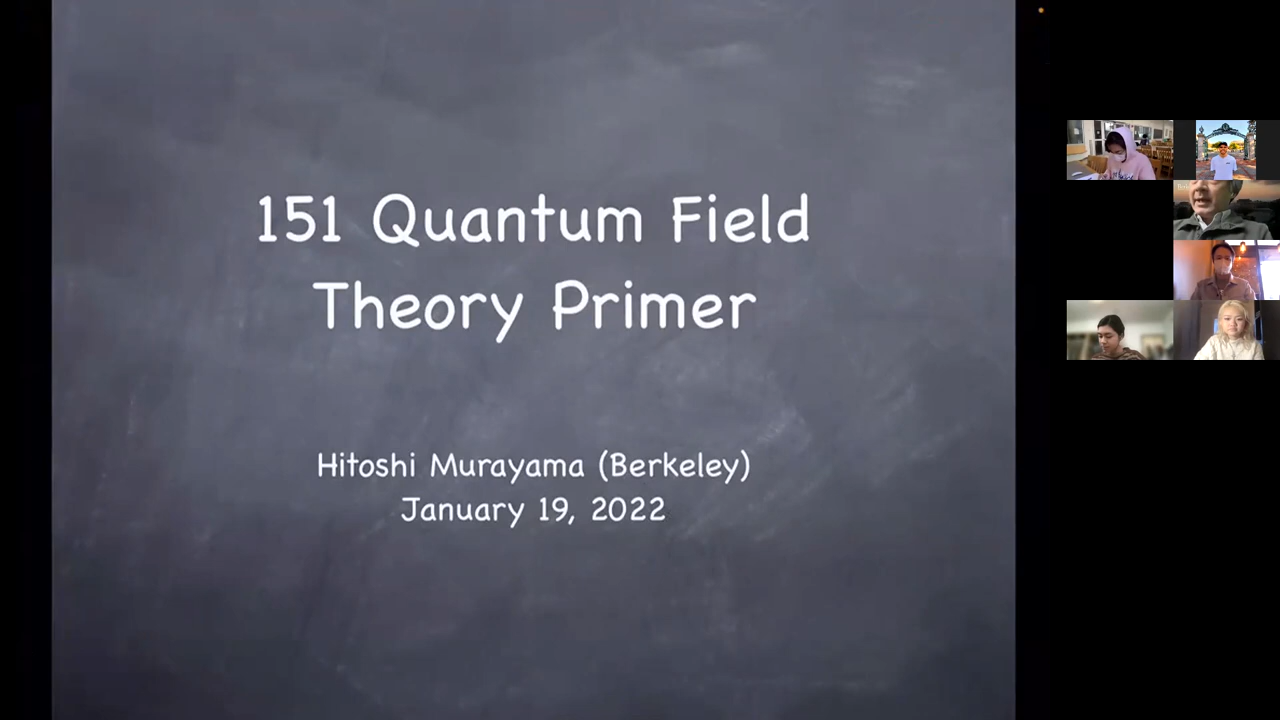 151 Quantum Field
Theory Primer
Hitoshi Murayama (Berkeley)
January 19, 2022